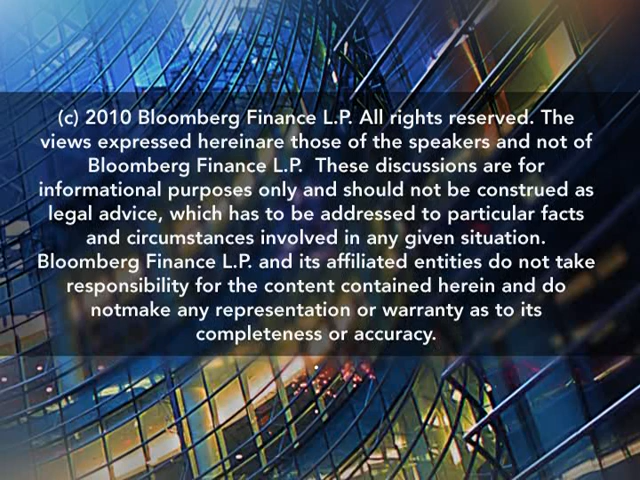 (c) 2010 Bloomberg Finance L.P. All rights reserved. The
views expressed hereinare those of the speakers and not of
Bloomberg Finance L.P.  These discussions are for
informational purposes only and should not be construed as
legal advice, which has to be addressed to particular facts
and circumstances involved in any given situation.
Bloomberg Finance L.P. and its affiliated entities do not take
responsibility for the content contained herein and do
notmake any representation or warranty as to its
completeness or accuracy.